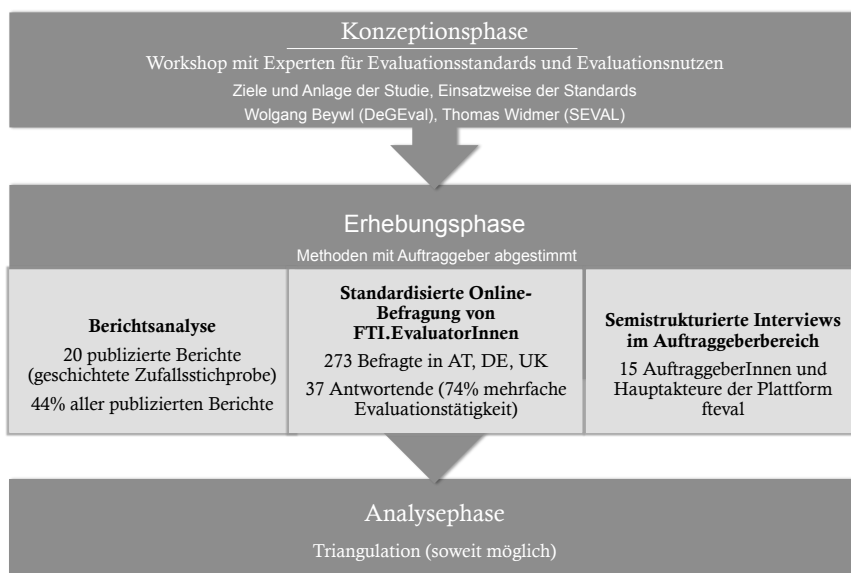 Konzeptionsphase
Workshop mit Experten für Evaluationsstandards und Evaluationsnutzen
Ziele und Anlage der Studie, Einsatzweise der Standards
Wolgang Beywl (DeGEval), Thomas Widmer (SEVAL)
Erhebungsphase
Methoden mit Auftraggeber abgestimmt
Berichtsanalyse
20 publizierte Berichte
(geschichtete Zufallsstichprobe)
44% aller publizierten Berichte
Standardisierte Online-
Befragung von
FTI.EvaluatorInnen
273 Befragte in AT, DE, UK
37 Antwortende (74% mehrfache
Evaluationstätigkeit)
Semistrukturierte Interviews
im Auftraggeberbereich
15 AuftraggeberInnen und
Hauptakteure der Plattform
fteval
Analysephase
Triangulation (soweit möglich)